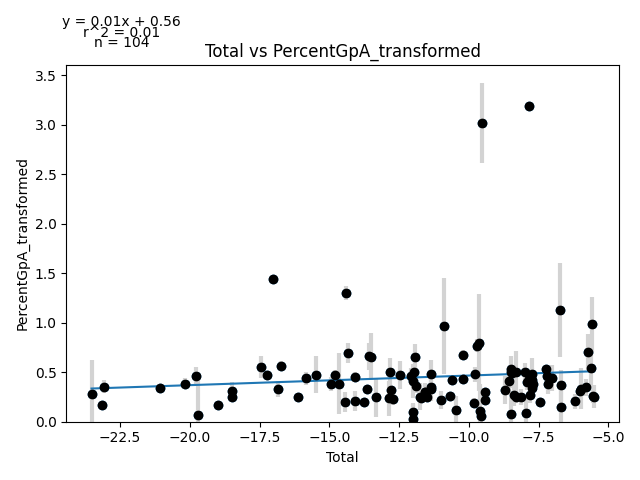 y = 0.01x + 0.56
r^2 = 0.01
n = 104
Total vs PercentGpA_transformed
3.5
3.0
2.5
2.0
1.5
1.0
0.5
0.0
PercentGpA_transformed
−22.5 −20.0 −17.5 −15.0 −12.5 −10.0 −7.5 −5.0
Total